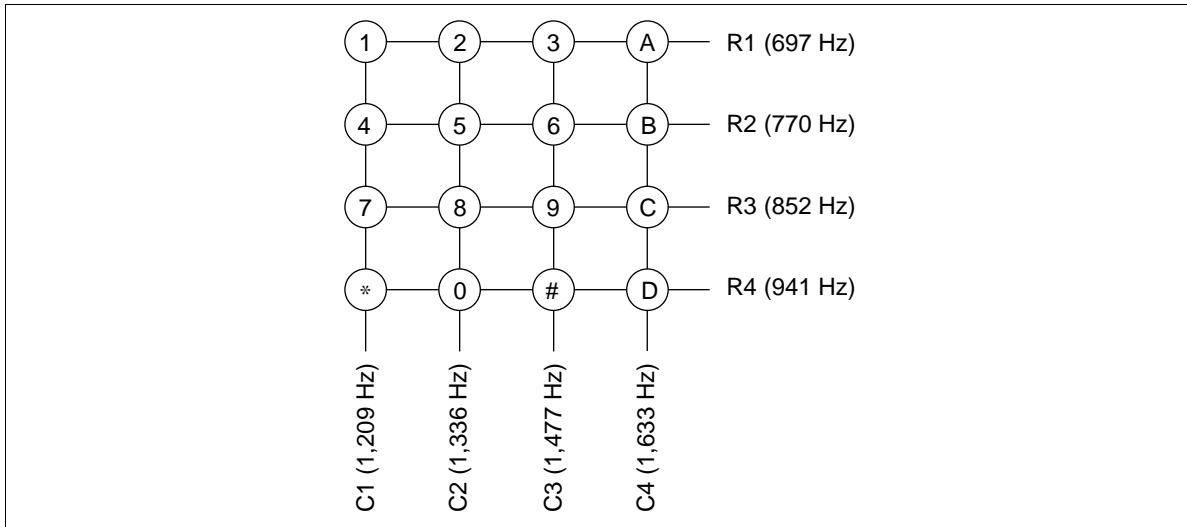 1 2 3 A R1 (697 Hz)
4 5 6 B R2 (770 Hz)
7 8 9 C R3 (852 Hz)
* 0 # D R4 (941 Hz)
C1 (1,209 Hz)
C2 (1,336 Hz)
C3 (1,477 Hz)
C4 (1,633 Hz)